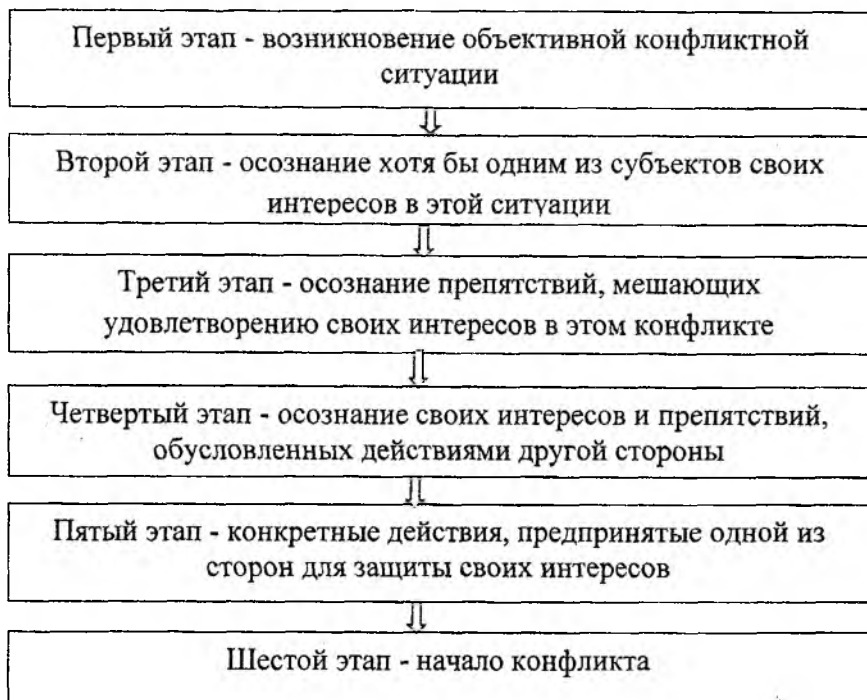 Первый этап - возникновение объективной конфликтной
ситуации
Второй этап - осознание хотя бы одним из субъектов своих
интересов в этой ситуации
Третий этап - осознание препятствий, мешающих
удовлетворению своих интересов в этом конфликте
Четвертый этап - осознание своих интересов и препятствий,
обусловленных действиями другой стороны
Пятый этап - конкретные действия, предпринятые одной из
сторон для защиты своих интересов
Шестой этап - начало конфликта